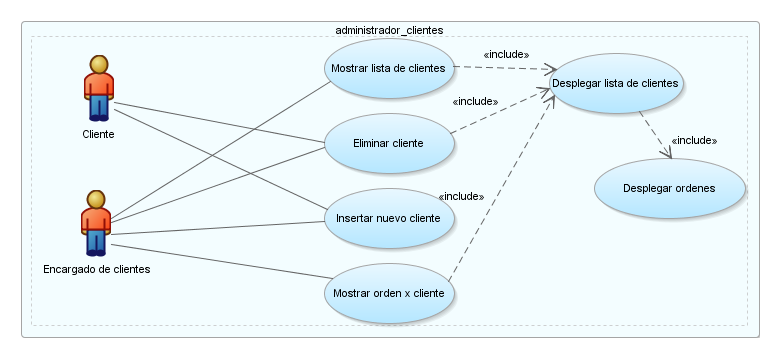 administrador_clientes
Mostrar lista de clientes
«include»
Desplegar lista de clientes
«include»
Cliente
Eliminar cliente
«include»
Desplegar ordenes
«include»
Insertar nuevo cliente
Encargado de clientes
Mostrar orden x cliente